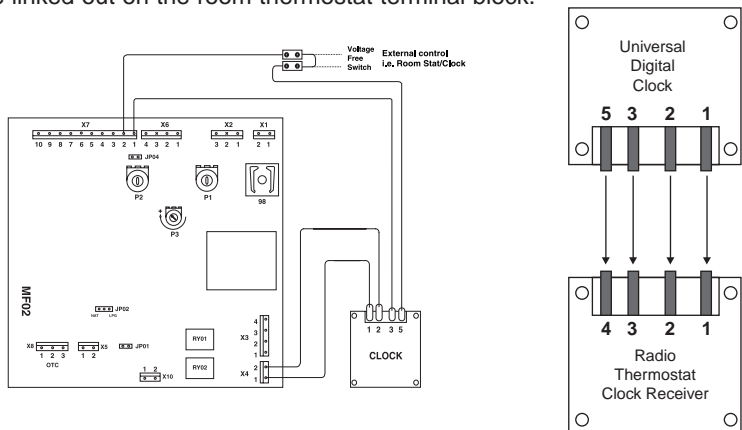 s linked out on the room thermostat terminal block.
Voltage
Free
Switch
External control
i.e. Room Stat/Clock
X7 X6 X2 X1
10 9 8 7 6 5 4 3 2 1 4 3 2 1 3 2 1 2 1
JP04
P2 P1 98
+
P3
MF02
JP02
NAT LPG
X8 X5 JP01
1 2 3 1 2
OTC
1 2
X10
RY01
RY02
4
X3 3
2
1
X4 2
1
1 2 3 5
CLOCK
Universal
Digital
Clock
5 3 2 1
4 3 2 1
Radio
Thermostat
Clock Receiver